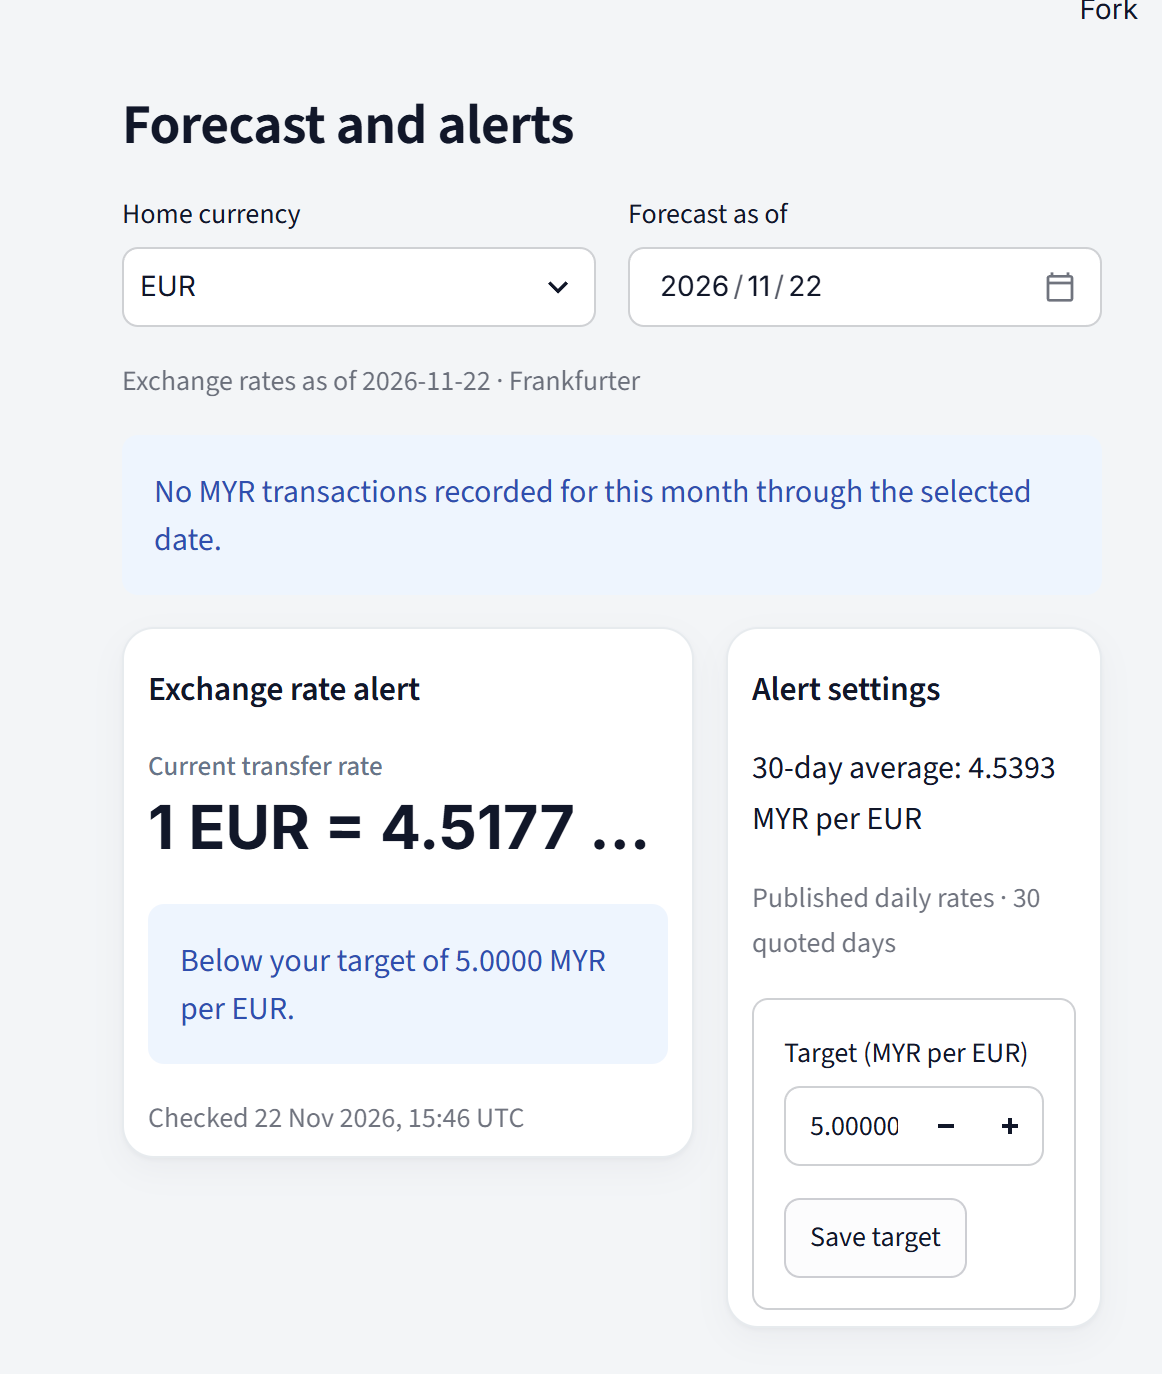 Fork
Forecast and alerts
Home currency
EUR
Forecast as of
2026/11/22
Exchange rates as of 2026-11-22 · Frankfurter
No MYR transactions recorded for this month through the selected
date.
Exchange rate alert
Current transfer rate
1 EUR = 4.5177 ...
Below your target of 5.0000 MYR
per EUR.
Checked 22 Nov 2026, 15:46 UTC
Alert settings
30-day average: 4.5393
MYR per EUR
Published daily rates · 30
quoted days
Target (MYR per EUR)
5.00000
Save target